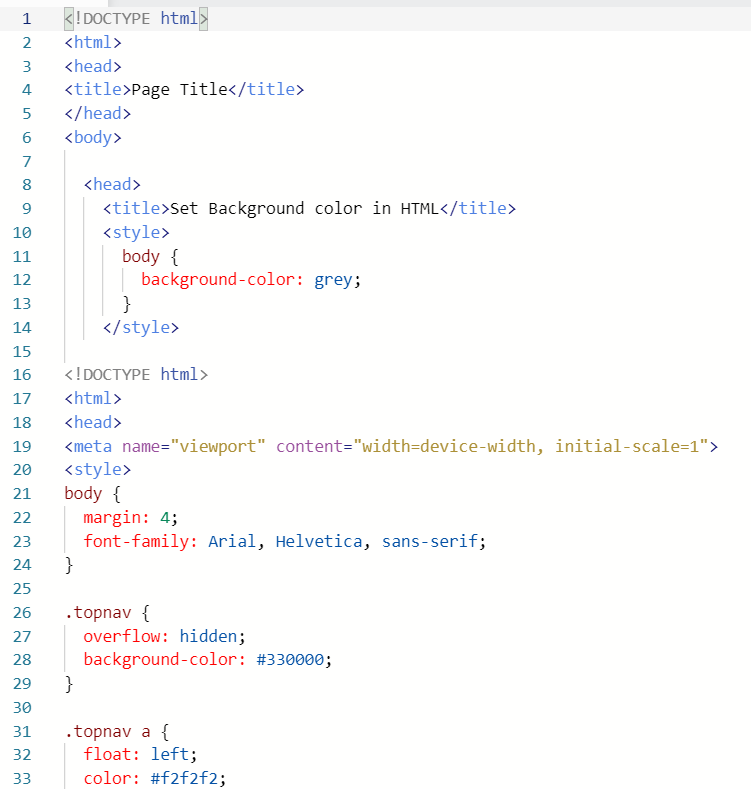 1 <!DOCTYPE html>
2 <html>
3 <head>
4 <title>Page Title</title>
5 </head>
6 <body>
7
8 <head>
9 <title>Set Background color in HTML</title>
10 <style>
11 body {
12 background-color: grey;
13 }
14 </style>
15
16 <!DOCTYPE html>
17 <html>
18 <head>
19 <meta name="viewport" content="width=device-width, initial-scale=1">
20 <style>
21 body {
22 margin: 4;
23 font-family: Arial, Helvetica, sans-serif;
24 }
25
26 .topnav {
27 overflow: hidden;
28 background-color: #330000;
29 }
30
31 .topnav a {
32 float: left;
33 color: #f2f2f2;